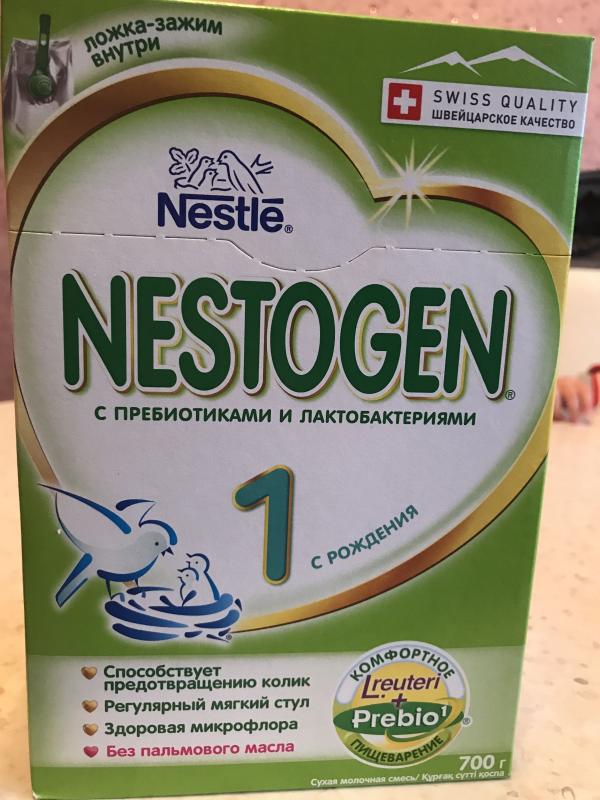 ложка-зажим
внутри
SWISS QUALITY
ШВЕЙЦАРСКОЕ КАЧЕСТВО
Nestlé®
NESTOGEN®
С ПРЕБИОТИКАМИ И ЛАКТОБАКТЕРИЯМИ
1
С РОЖДЕНИЯ
Способствует
предотвращению колик
Регулярный мягкий стул
Здоровая микрофлора
Без пальмового масла
КОМФОРТНОЕ
L.reuteri
+
Prebio¹®
ПИЩЕВАРЕНИЕ
700 г
Сухая молочная смесь/ Құрғақ сүтті қоспа